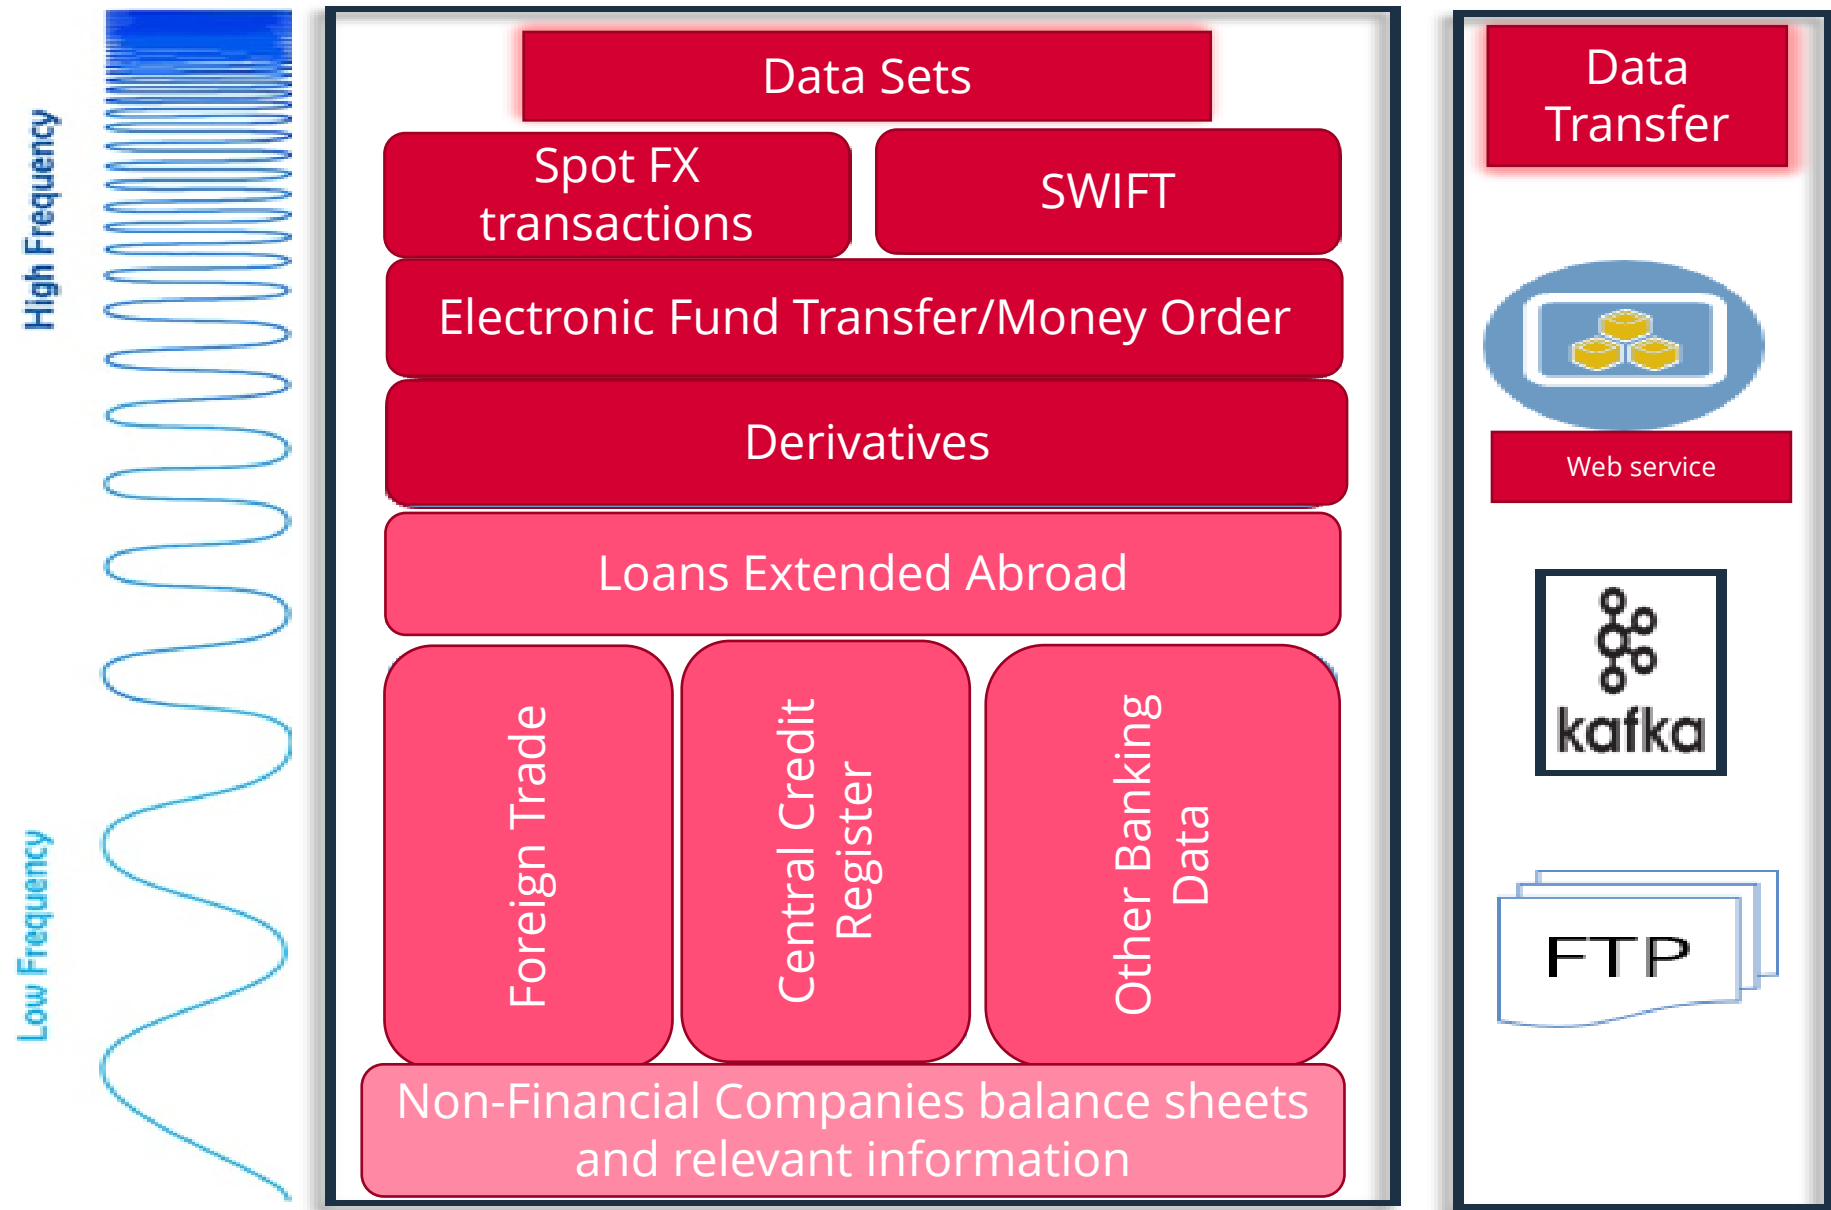 High Frequency
Low Frequency
Data Sets
Spot FX
transactions
SWIFT
Electronic Fund Transfer/Money Order
Derivatives
Loans Extended Abroad
Foreign Trade
Central Credit
Register
Other Banking
Data
Non-Financial Companies balance sheets
and relevant information
Data
Transfer
Web service
kafka
FTP